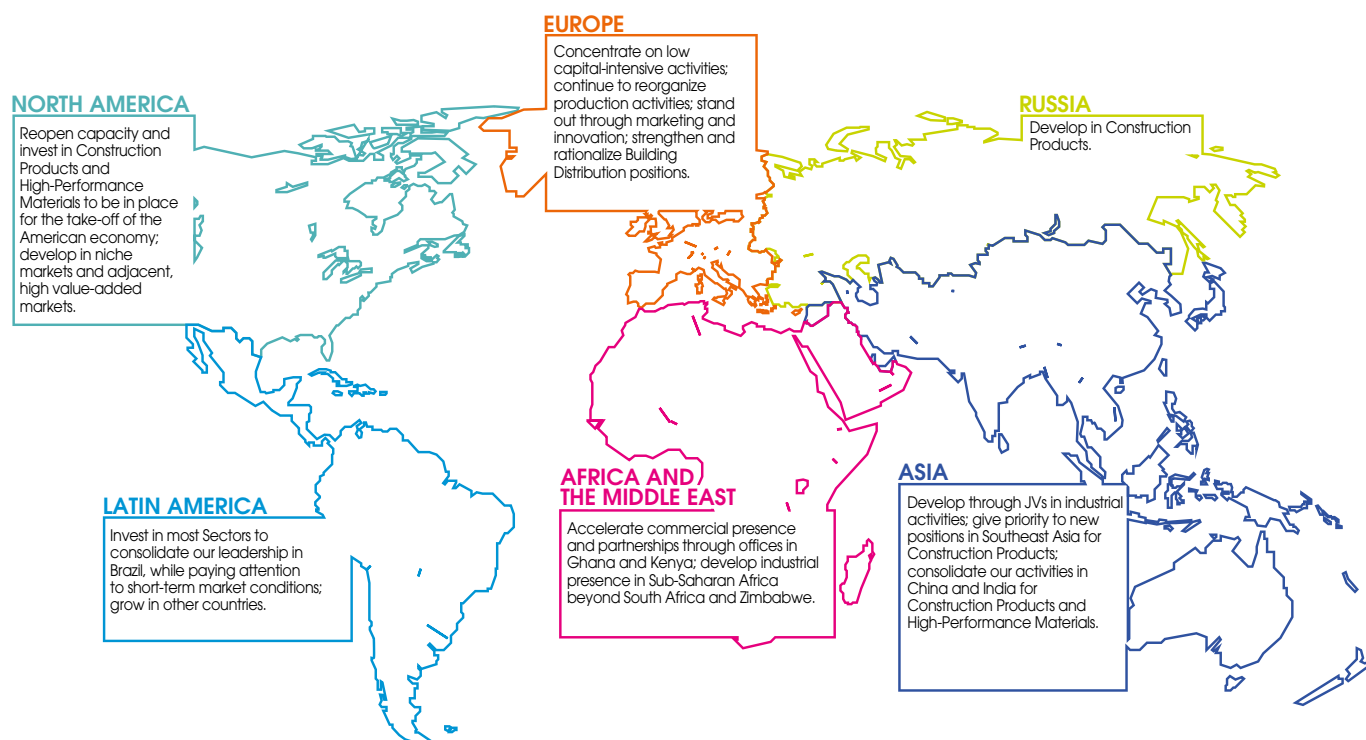 EUROPE
Concentrate on low
capital-intensive activities;
continue to reorganize
production activities; stand
out through marketing and
innovation; strengthen and
rationalize Building
Distribution positions.
NORTH AMERICA
Reopen capacity and
invest in Construction
Products and
High-Performance
Materials to be in place
for the take-off of the
American economy;
develop in niche
markets and adjacent,
high value-added
markets.
RUSSIA
Develop in Construction
Products.
LATIN AMERICA
Invest in most Sectors to
consolidate our leadership in
Brazil, while paying attention
to short-term market conditions;
grow in other countries.
AFRICA AND
THE MIDDLE EAST
Accelerate commercial presence
and partnerships through offices in
Ghana and Kenya; develop industrial
presence in Sub-Saharan Africa
beyond South Africa and Zimbabwe.
ASIA
Develop through JVs in industrial
activities; give priority to new
positions in Southeast Asia for
Construction Products;
consolidate our activities in
China and India for
Construction Products and
High-Performance Materials.